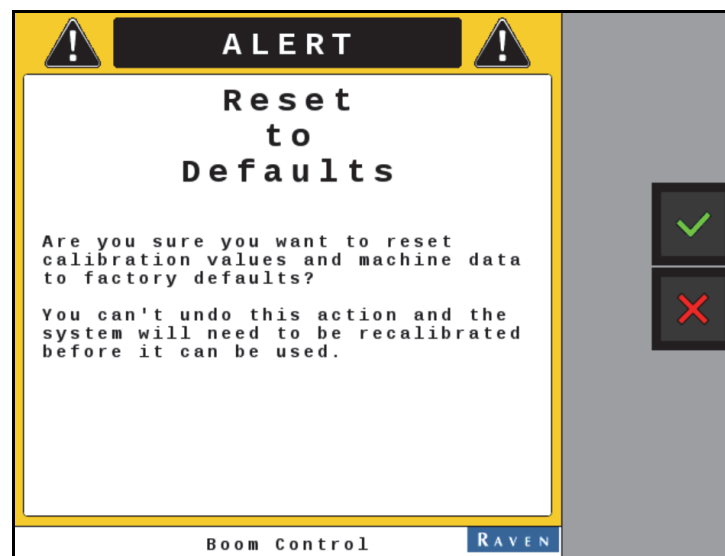 ALERT
Reset
to
Defaults
Are you sure you want to reset
calibration values and machine data
to factory defaults?
You can't undo this action and the
system will need to be recalibrated
before it can be used.
Boom Control
RAVEN